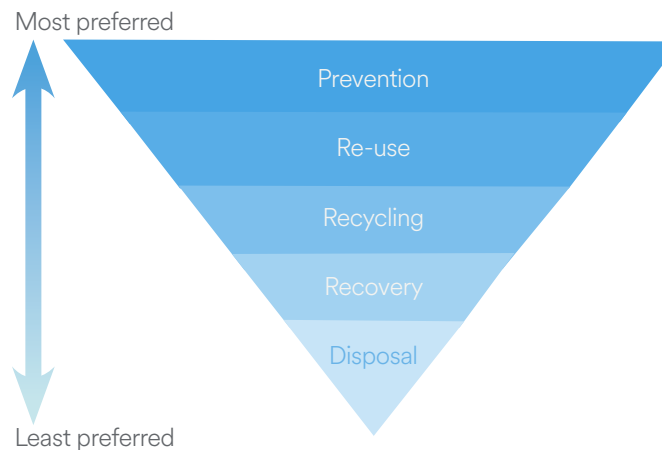 Most preferred
Prevention
Re-use
Recycling
Recovery
Disposal
Least preferred